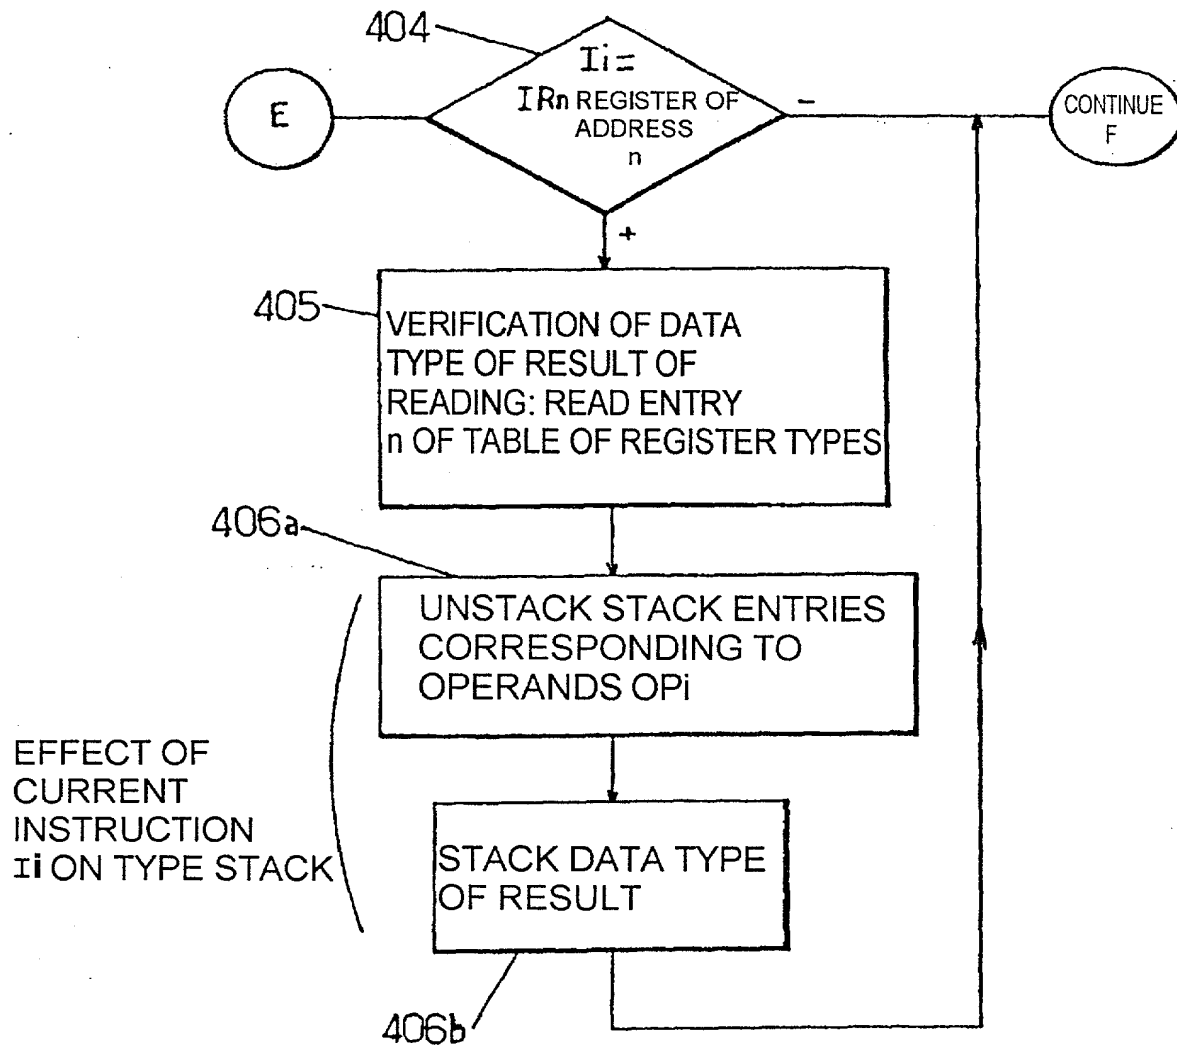 404
Ii=
IRn REGISTER OF
ADDRESS
n
E
-
CONTINUE
F
+
405
VERIFICATION OF DATA
TYPE OF RESULT OF
READING: READ ENTRY
n OF TABLE OF REGISTER TYPES
406a
UNSTACK STACK ENTRIES
CORRESPONDING TO
OPERANDS OPi
EFFECT OF
CURRENT
INSTRUCTION
Ii ON TYPE STACK
STACK DATA TYPE
OF RESULT
406b